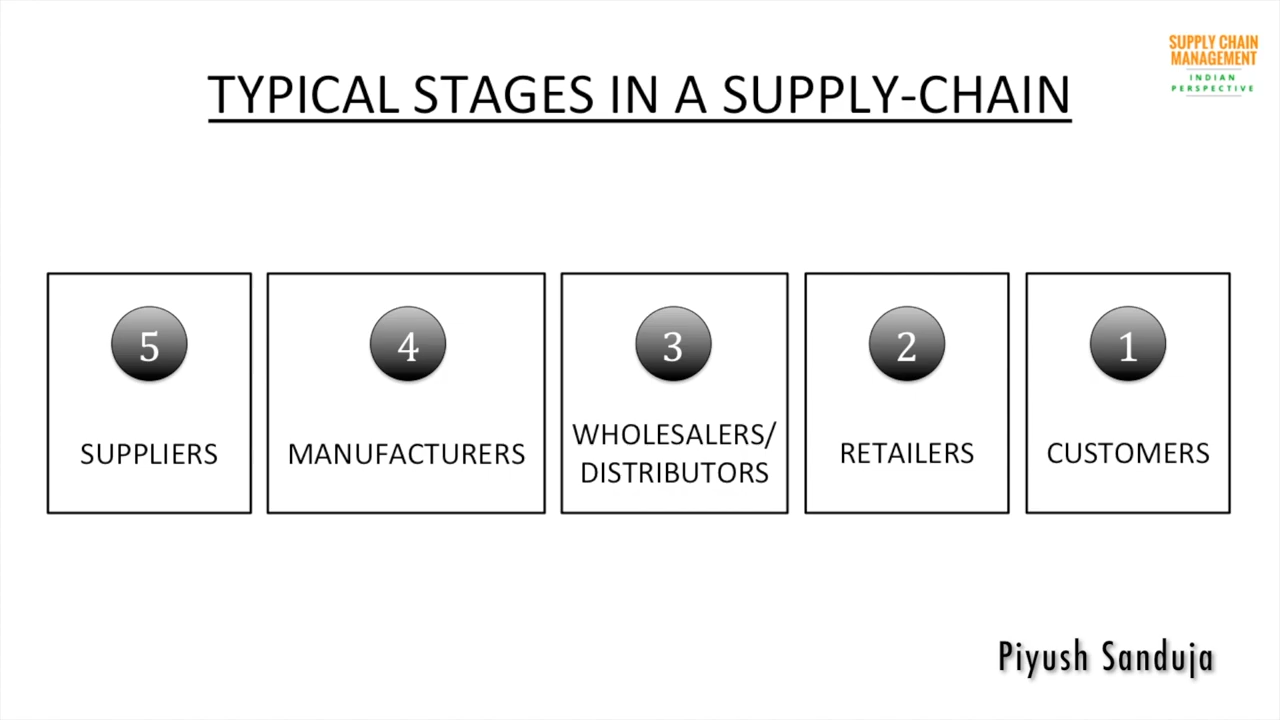 SUPPLY CHAIN
MANAGEMENT
INDIAN
PERSPECTIVE
TYPICAL STAGES IN A SUPPLY-CHAIN
5
SUPPLIERS
4
MANUFACTURERS
3
WHOLESALERS/
DISTRIBUTORS
2
RETAILERS
1
CUSTOMERS
Piyush Sanduja